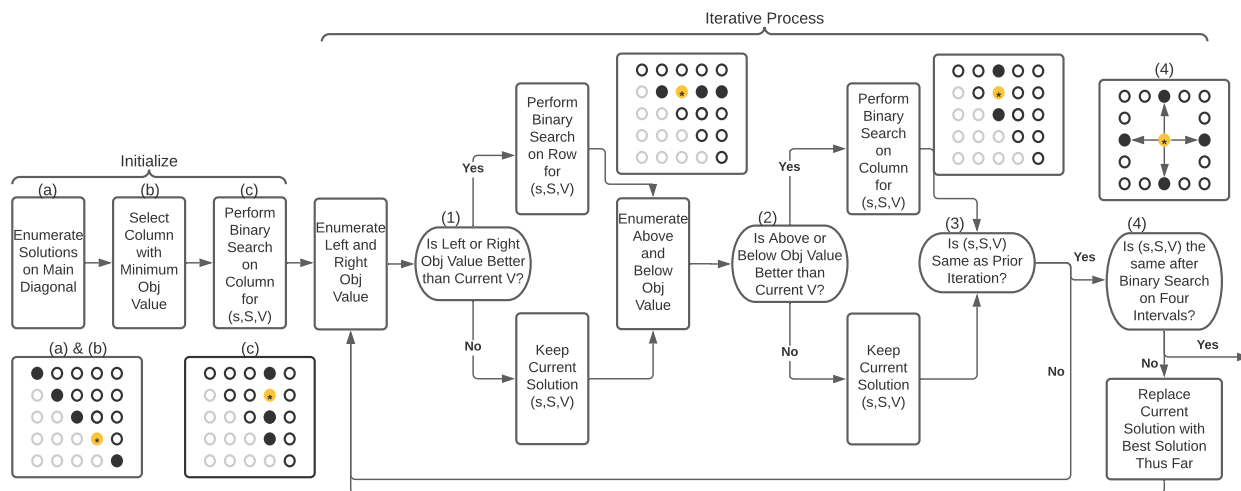 Iterative Process
Initialize
(a)
Enumerate
Solutions
on Main
Diagonal
(b)
Select
Column
with
Minimum
Obj
Value
(c)
Perform
Binary
Search
on
Column
for
(s,S,V)
(a) & (b)
*
(c)
*
Enumerate
Left and
Right
Obj
Value
(1)
Is Left or Right
Obj Value Better
than Current V?
Yes
Perform
Binary
Search
on Row
for
(s,S,V)
*
No
Keep
Current
Solution
(s,S,V)
Enumerate
Above
and
Below
Obj
Value
(2)
Is Above or
Below Obj Value
Better than
Current V?
Yes
Perform
Binary
Search
on
Column
for
(s,S,V)
*
No
Keep
Current
Solution
(s,S,V)
(3)
Is (s,S,V)
Same as Prior
Iteration?
Yes
No
(4)
*
(4)
Is (s,S,V) the
same after
Binary Search
on Four
Intervals?
Yes
No
Replace
Current
Solution with
Best Solution
Thus Far